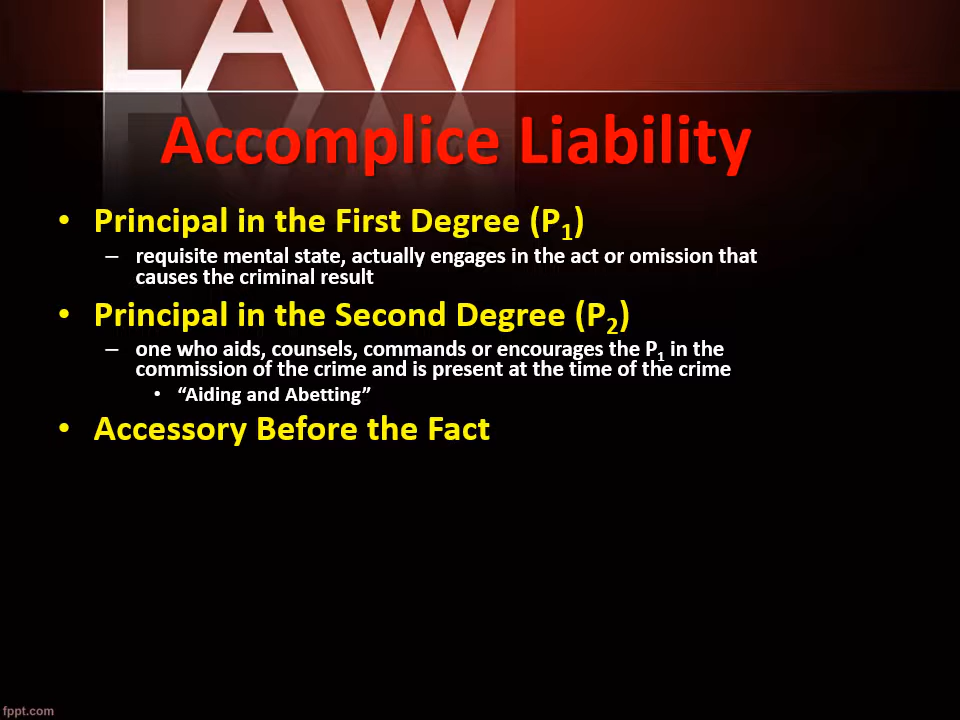 LAW
Accomplice Liability
• Principal in the First Degree (P₁)
– requisite mental state, actually engages in the act or omission that
causes the criminal result
• Principal in the Second Degree (P₂)
– one who aids, counsels, commands or encourages the P₁ in the
commission of the crime and is present at the time of the crime
• “Aiding and Abetting”
• Accessory Before the Fact
fppt.com